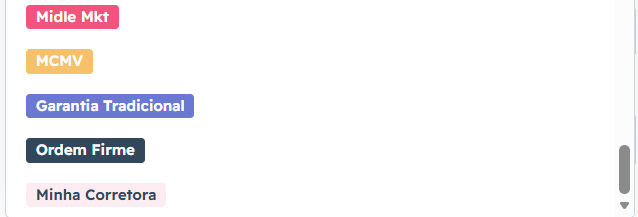 Midle Mkt
MCMV
Garantia Tradicional
Ordem Firme
Minha Corretora